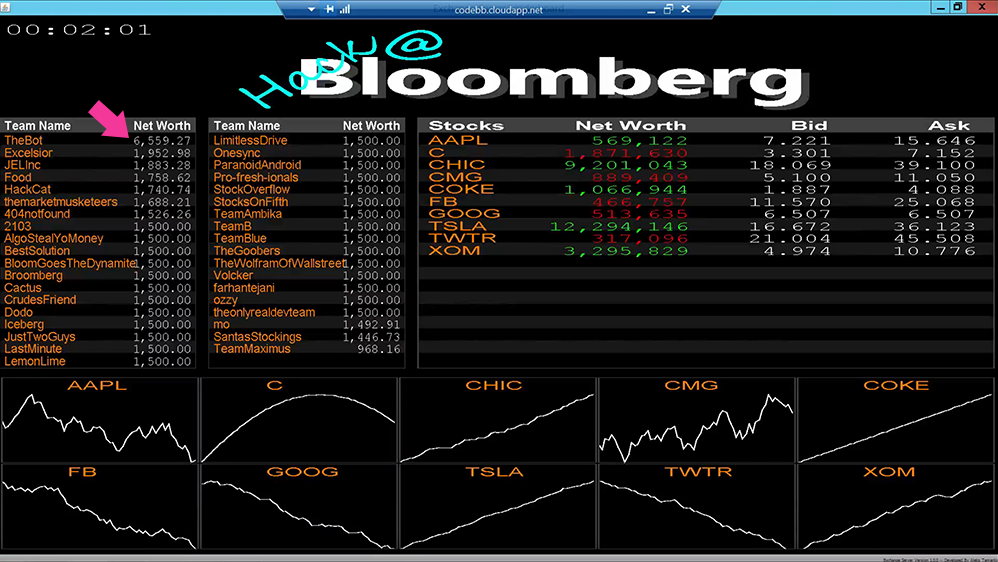 codebb.cloudapp.net
00:02:01
Hack @
Bloomberg
Team Name Net Worth
TheBot 6,559.27
Excelsior 1,952.98
JELInc 1,883.28
Food 1,758.62
HackCat 1,740.74
themarketmusketeers 1,688.21
404notfound 1,526.26
2103 1,500.00
AlgoStealYoMoney 1,500.00
BestSolution 1,500.00
BloomGoesTheDynamite 1,500.00
Broomberg 1,500.00
Cactus 1,500.00
CrudesFriend 1,500.00
Dodo 1,500.00
Iceberg 1,500.00
JustTwoGuys 1,500.00
LastMinute 1,500.00
LemonLime 1,500.00
Team Name Net Worth
LimitlessDrive 1,500.00
Onesync 1,500.00
ParanoidAndroid 1,500.00
Pro-fresh-ionals 1,500.00
StockOverflow 1,500.00
StocksOnFifth 1,500.00
TeamAmbika 1,500.00
TeamB 1,500.00
TeamBlue 1,500.00
TheGoobers 1,500.00
TheWolframOfWallstreet 1,500.00
Volcker 1,500.00
farhantejani 1,500.00
ozzy 1,500.00
theonlyrealdevteam 1,500.00
mo 1,492.91
SantasStockings 1,446.73
TeamMaximus 968.16
Stocks Net Worth Bid Ask
AAPL 569,122 7.221 15.646
C 1,871,630 3.301 7.152
CHIC 9,201,043 18.069 39.100
CMG 889,409 5.100 11.050
COKE 1,066,944 1.887 4.088
FB 466,757 11.570 25.068
GOOG 513,635 6.507 6.507
TSLA 12,294,146 16.672 36.123
TWTR 317,096 21.004 45.508
XOM 3,295,829 4.974 10.776
AAPL C CHIC CMG COKE
FB GOOG TSLA TWTR XOM